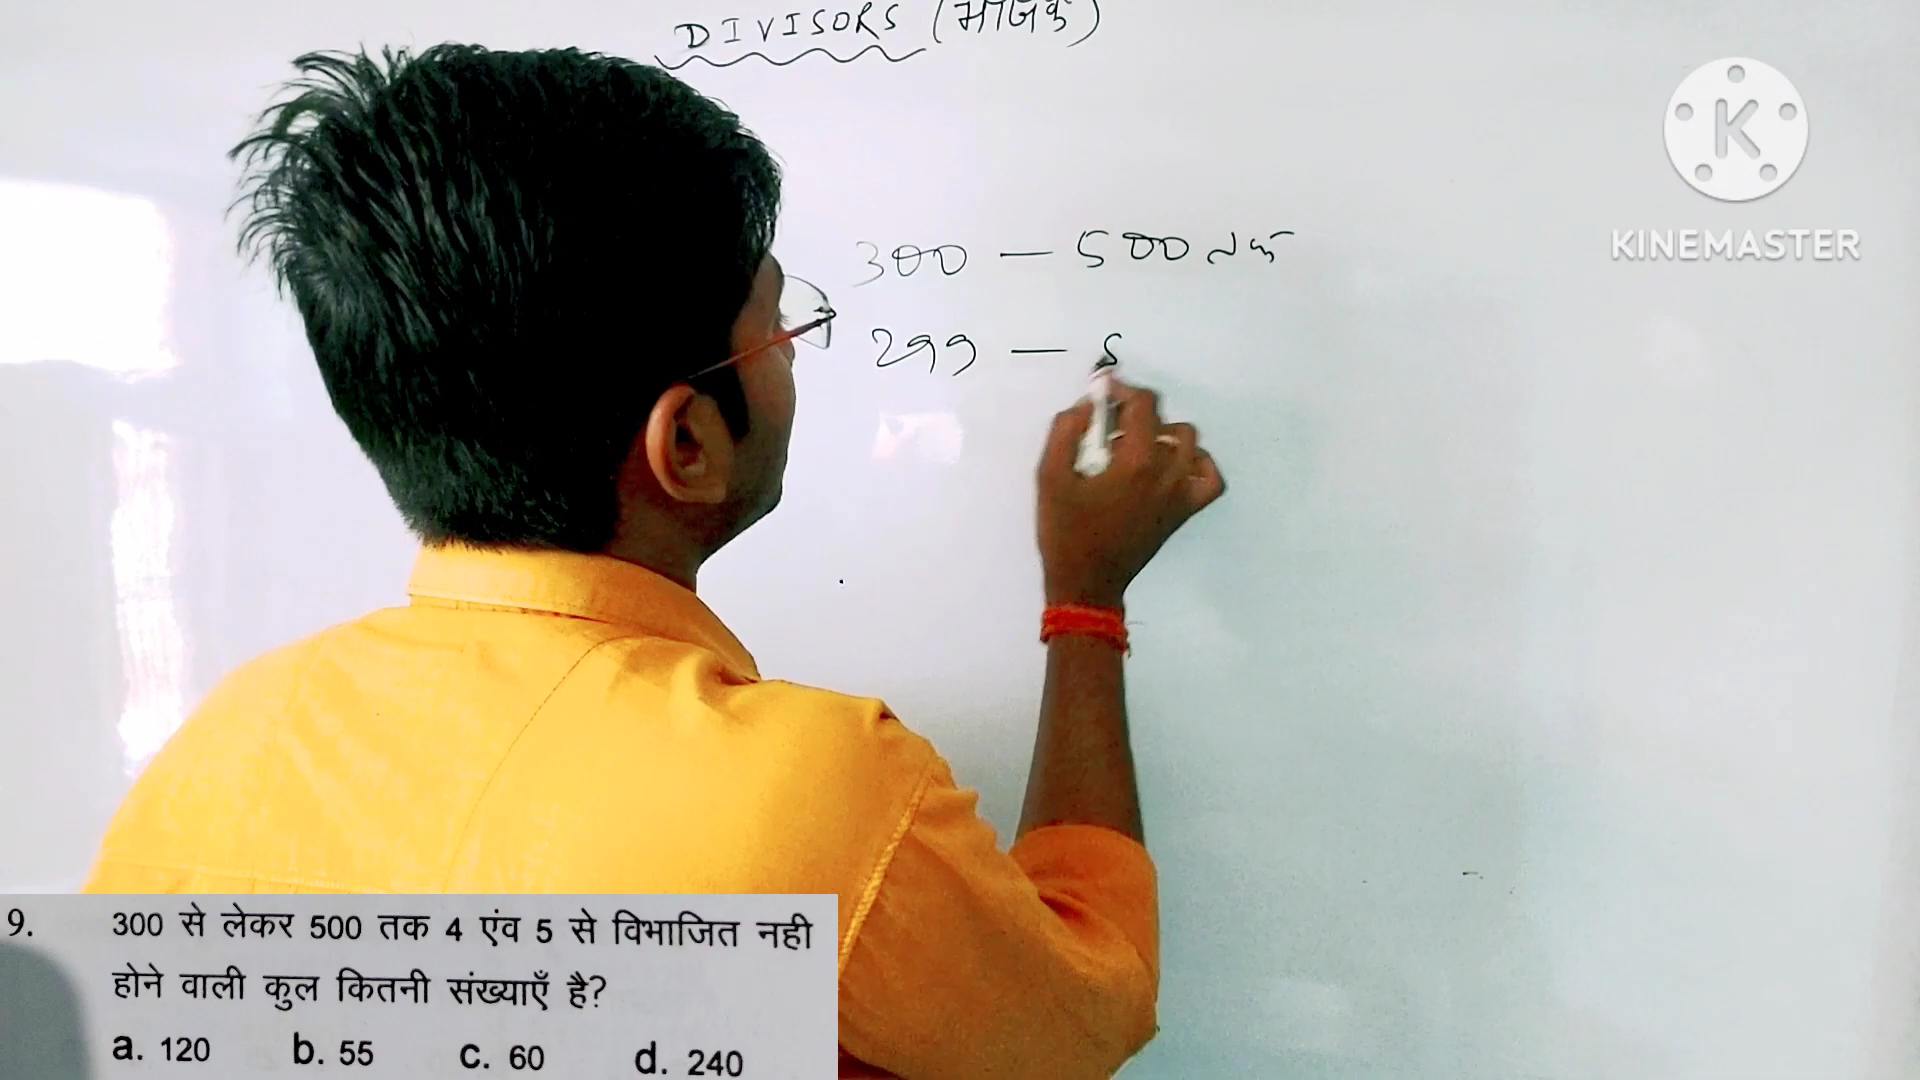 DIVISORS (भाजक)
300 — 500 तक
299 — 5
K
KINEMASTER
9. 300 से लेकर 500 तक 4 एंव 5 से विभाजित नही
होने वाली कुल कितनी संख्याएँ है?
a. 120 b. 55 c. 60 d. 240